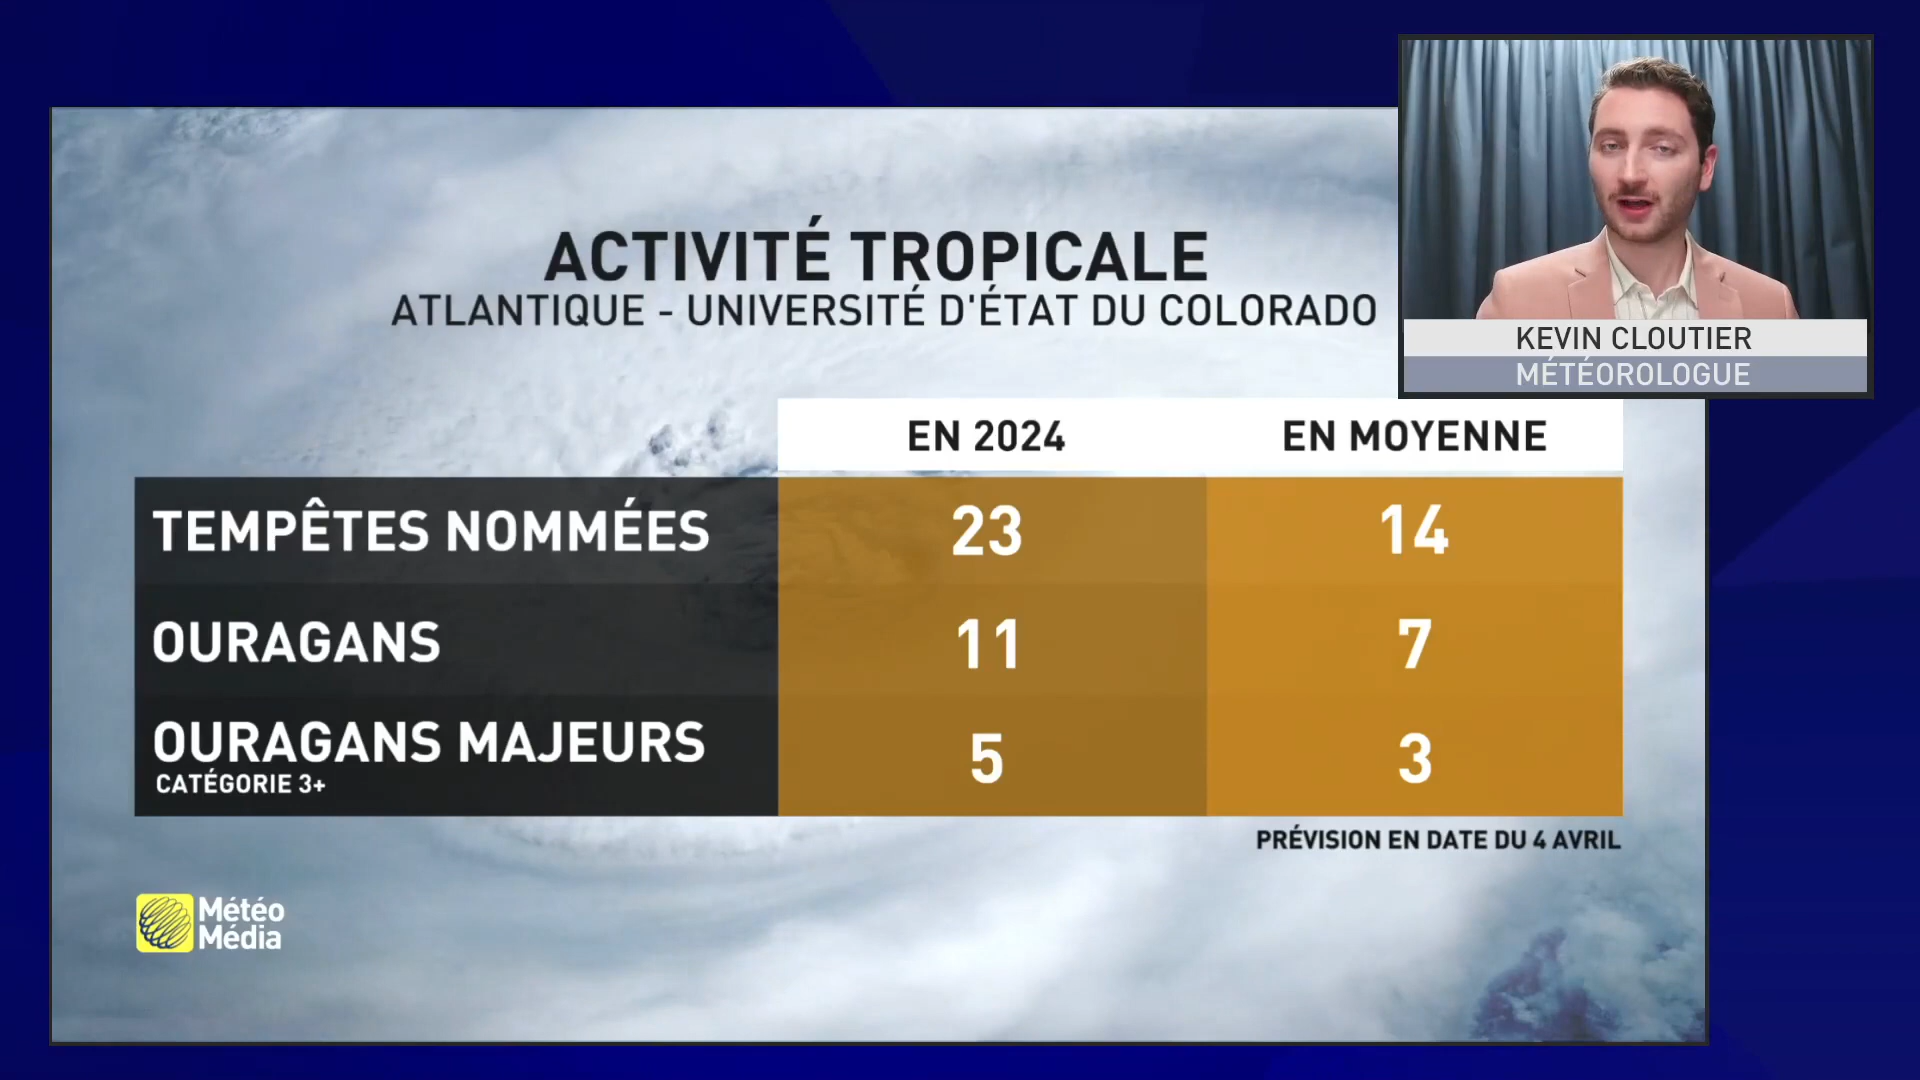 ACTIVITÉ TROPICALE
ATLANTIQUE - UNIVERSITÉ D'ÉTAT DU COLORADO
KEVIN CLOUTIER
MÉTÉOROLOGUE
EN 2024 EN MOYENNE
TEMPÊTES NOMMÉES 23 14
OURAGANS 11 7
OURAGANS MAJEURS 5 3
CATÉGORIE 3+
PRÉVISION EN DATE DU 4 AVRIL
Météo
Média